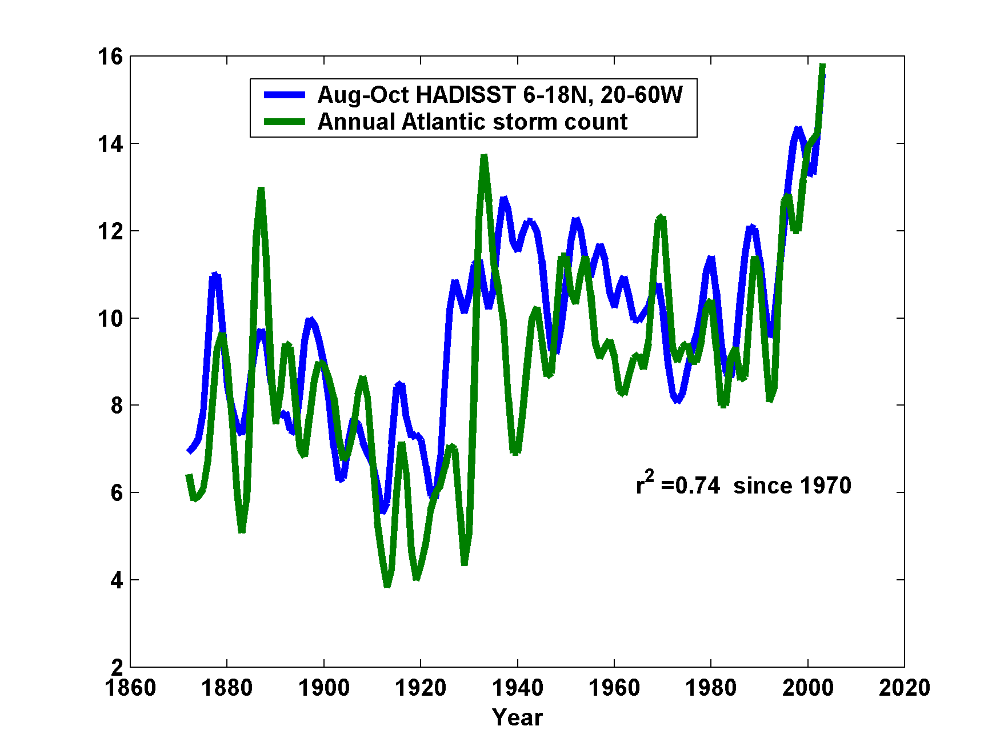 16
14
12
10
8
6
4
2
Aug-Oct HADISST 6-18N, 20-60W
Annual Atlantic storm count
r² =0.74 since 1970
1860 1880 1900 1920 1940 1960 1980 2000 2020
Year